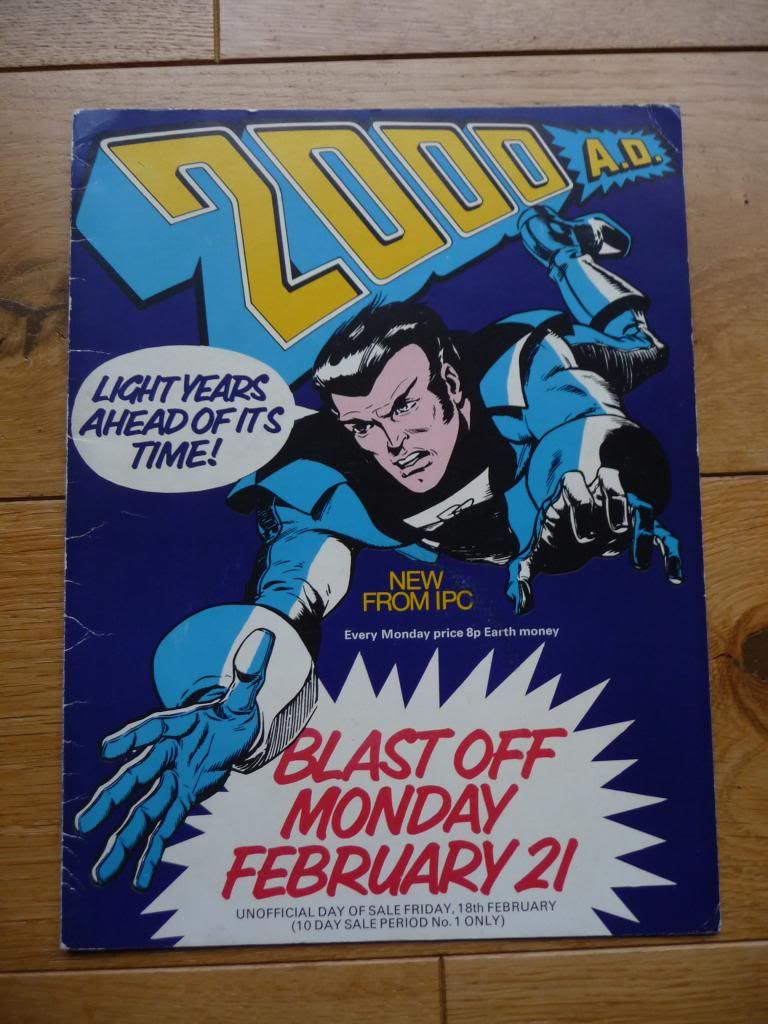 2000
A.D.
LIGHT YEARS
AHEAD OF ITS
TIME!
NEW
FROM IPC
Every Monday price 8p Earth money
BLAST OFF
MONDAY
FEBRUARY 21
UNOFFICIAL DAY OF SALE FRIDAY, 18th FEBRUARY
(10 DAY SALE PERIOD No. 1 ONLY)